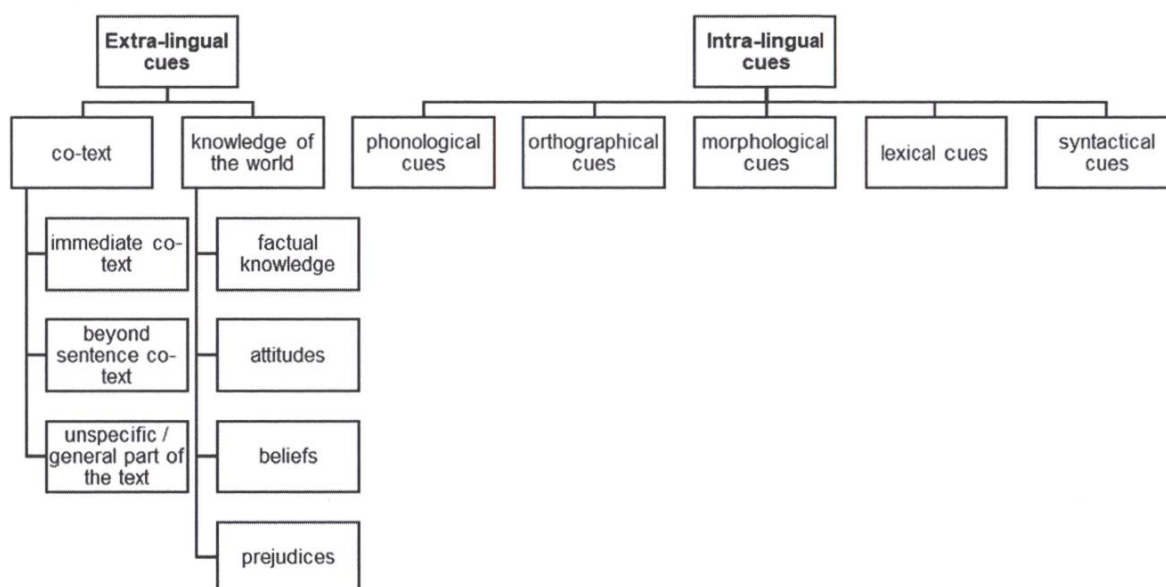 Extra-lingual
cues
Intra-lingual
cues
co-text
knowledge of
the world
phonological
cues
orthographical
cues
morphological
cues
lexical cues
syntactical
cues
immediate co-
text
factual
knowledge
beyond
sentence co-
text
attitudes
unspecific /
general part of
the text
beliefs
prejudices